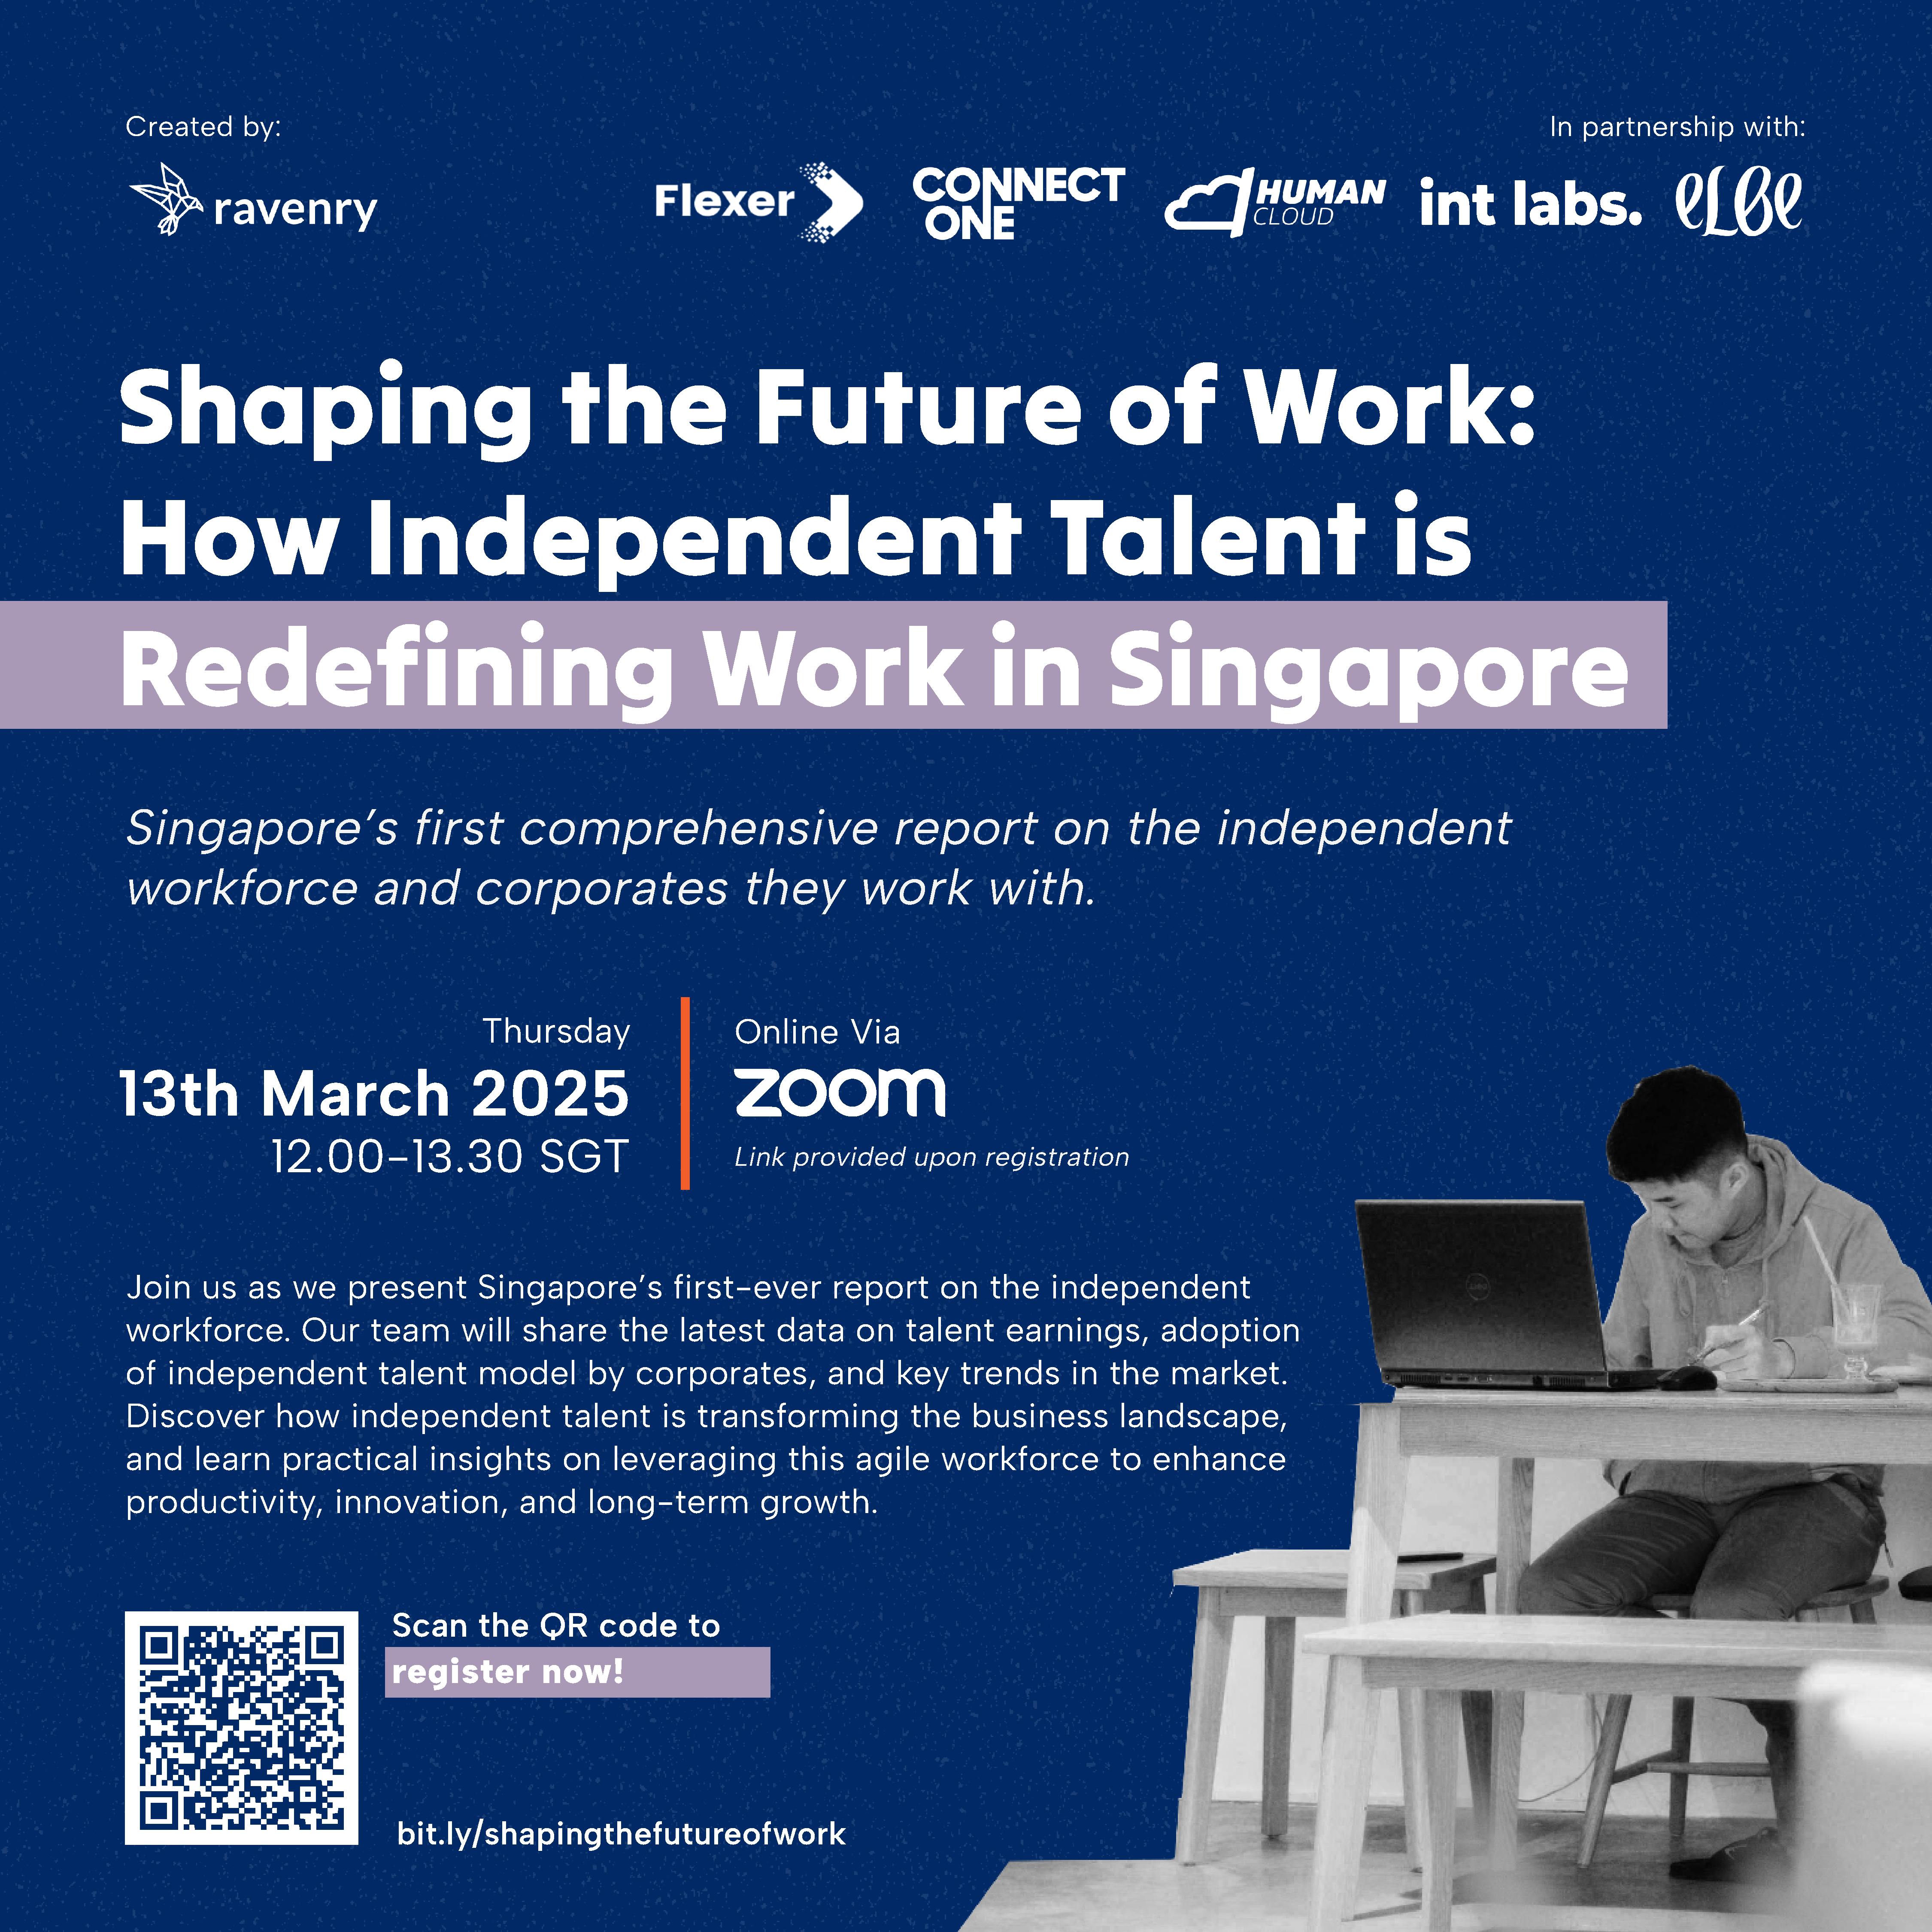 Created by:
ravenry
In partnership with:
Flexer
CONNECT
ONE
HUMAN
CLOUD
int labs.
elbe
Shaping the Future of Work:
How Independent Talent is
Redefining Work in Singapore
Singapore’s first comprehensive report on the independent
workforce and corporates they work with.
Thursday
13th March 2025
12.00–13.30 SGT
Online Via
zoom
Link provided upon registration
Join us as we present Singapore’s first-ever report on the independent
workforce. Our team will share the latest data on talent earnings, adoption
of independent talent model by corporates, and key trends in the market.
Discover how independent talent is transforming the business landscape,
and learn practical insights on leveraging this agile workforce to enhance
productivity, innovation, and long-term growth.
Scan the QR code to
register now!
bit.ly/shapingthefutureofwork